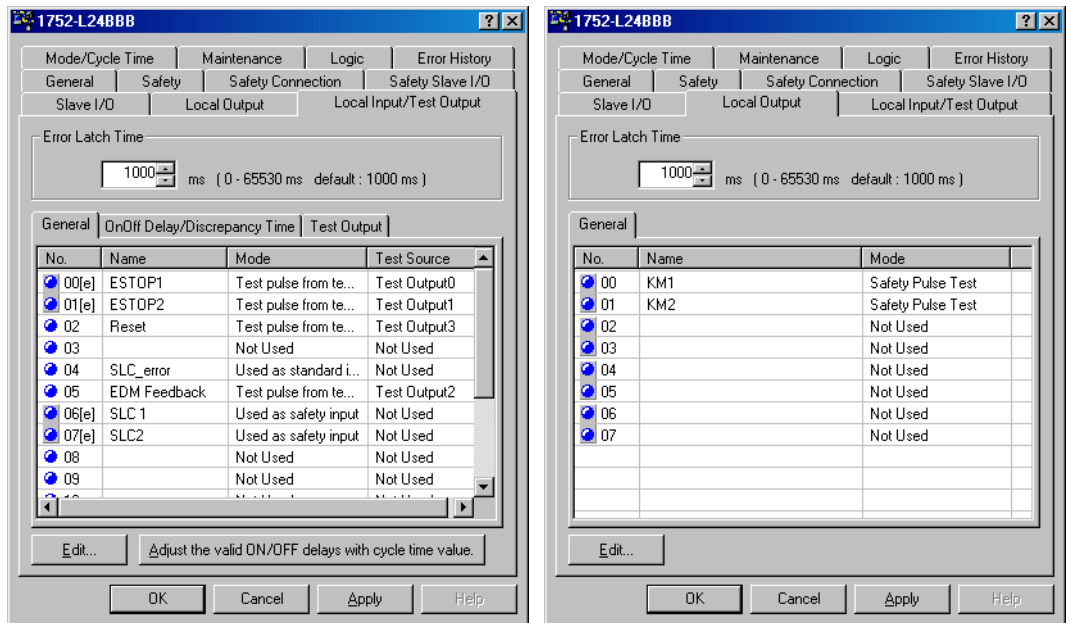 1752-L24BBB
Mode/Cycle Time Maintenance Logic Error History
General Safety Safety Connection Safety Slave I/O
Slave I/O Local Output Local Input/Test Output
Error Latch Time
1000 ms ( 0 - 65530 ms default : 1000 ms )
General OnOff Delay/Discrepancy Time Test Output
No. Name Mode Test Source
00[e] ESTOP1 Test pulse from te... Test Output0
01[e] ESTOP2 Test pulse from te... Test Output1
02 Reset Test pulse from te... Test Output3
03 Not Used Not Used
04 SLC_error Used as standard i... Not Used
05 EDM Feedback Test pulse from te... Test Output2
06[e] SLC 1 Used as safety input Not Used
07[e] SLC2 Used as safety input Not Used
08 Not Used Not Used
09 Not Used Not Used
Edit... Adjust the valid ON/OFF delays with cycle time value.
OK Cancel Apply Help
1752-L24BBB
Mode/Cycle Time Maintenance Logic Error History
General Safety Safety Connection Safety Slave I/O
Slave I/O Local Output Local Input/Test Output
Error Latch Time
1000 ms ( 0 - 65530 ms default : 1000 ms )
General
No. Name Mode
00 KM1 Safety Pulse Test
01 KM2 Safety Pulse Test
02 Not Used
03 Not Used
04 Not Used
05 Not Used
06 Not Used
07 Not Used
Edit...
OK Cancel Apply Help